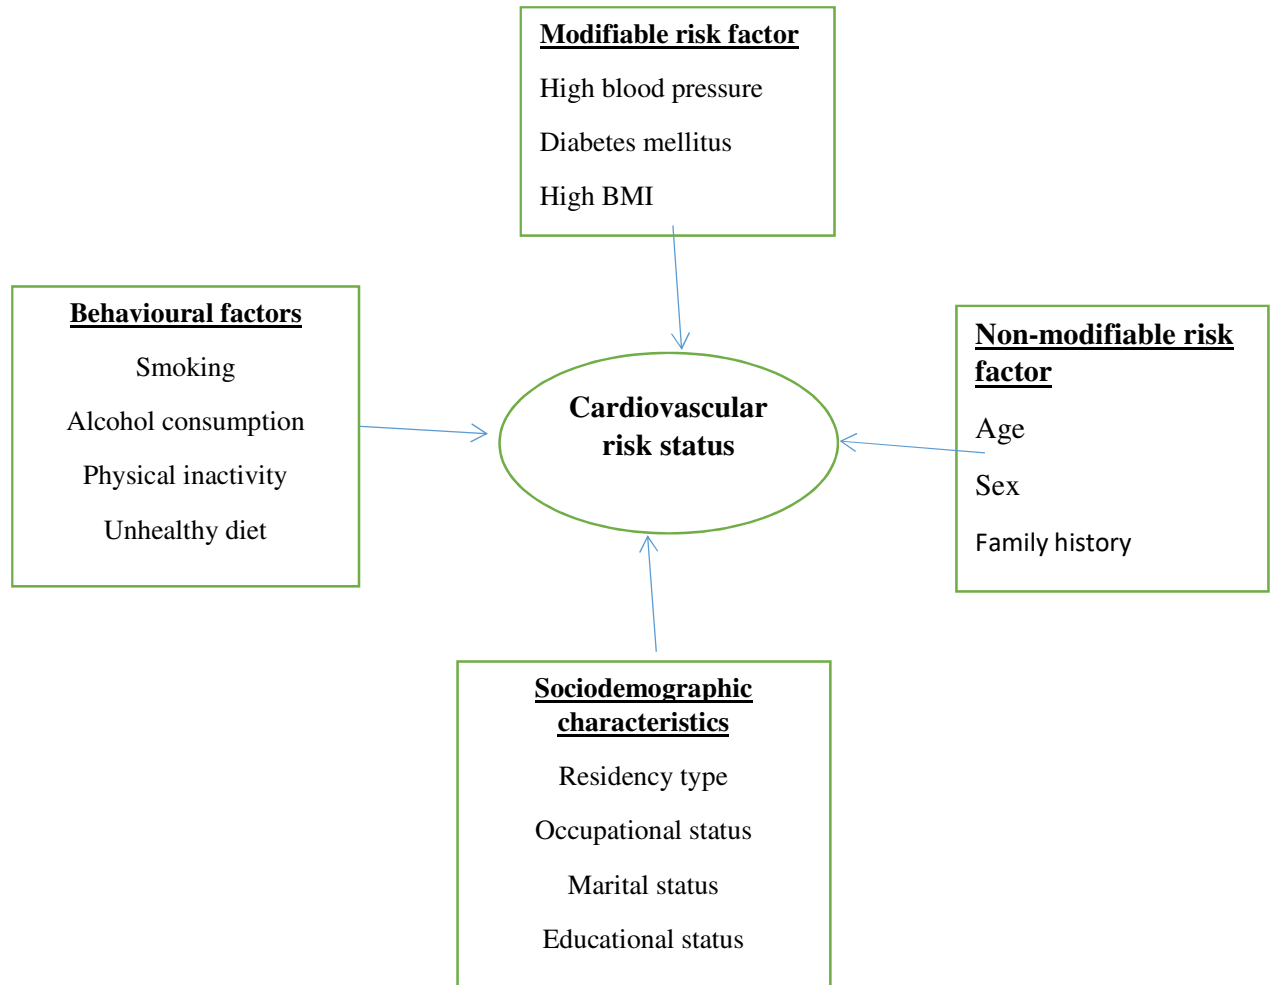 Modifiable risk factor
High blood pressure
Diabetes mellitus
High BMI
Behavioural factors
Smoking
Alcohol consumption
Physical inactivity
Unhealthy diet
Cardiovascular
risk status
Non-modifiable risk
factor
Age
Sex
Family history
Sociodemographic
characteristics
Residency type
Occupational status
Marital status
Educational status